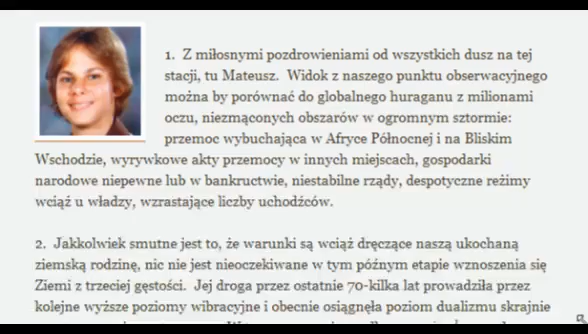 1. Z miłosnymi pozdrowieniami od wszystkich dusz na tej
stacji, tu Mateusz. Widok z naszego punktu obserwacyjnego
można by porównać do globalnego huraganu z milionami
oczu, niezmąconych obszarów w ogromnym sztormie:
przemoc wybuchająca w Afryce Północnej i na Bliskim
Wschodzie, wyrywkowe akty przemocy w innych miejscach, gospodarki
narodowe niepewne lub w bankructwie, niestabilne rządy, despotyczne reżimy
wciąż u władzy, wzrastające liczby uchodźców.
2. Jakkolwiek smutne jest to, że warunki są wciąż dręczące naszą ukochaną
ziemską rodzinę, nic nie jest nieoczekiwane w tym późnym etapie wznoszenia się
Ziemi z trzeciej gęstości. Jej droga przez ostatnie 70-kilka lat prowadziła przez
kolejne wyższe poziomy wibracyjne i obecnie osiągnęła poziom dualizmu skrajnie